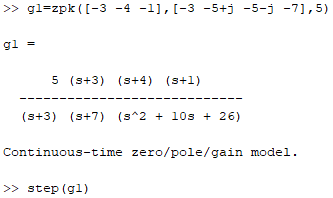 >> g1=zpk([-3 -4 -1],[-3 -5+j -5-j -7],5)
g1 =
5 (s+3) (s+4) (s+1)
----------------------------
(s+3) (s+7) (s^2 + 10s + 26)
Continuous-time zero/pole/gain model.
>> step(g1)